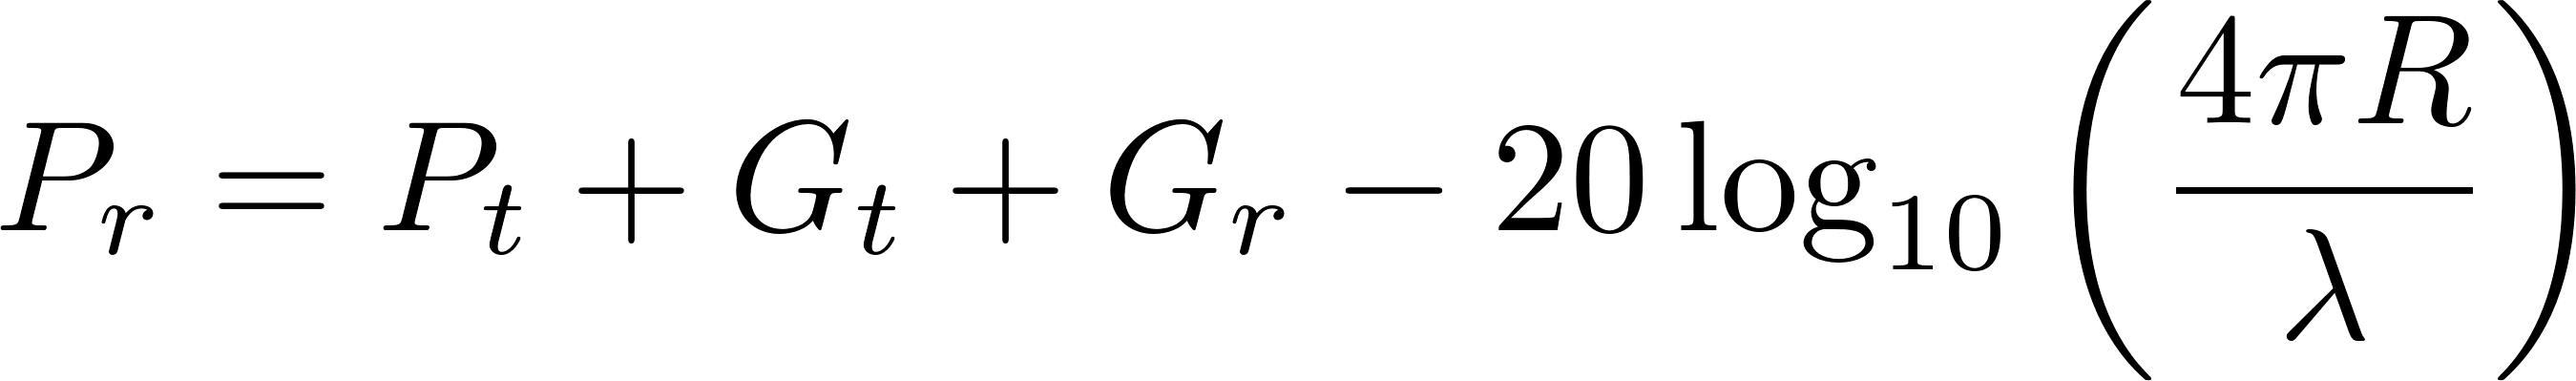 P_r = P_t + G_t + G_r − 20 log_10 (4πR / λ)